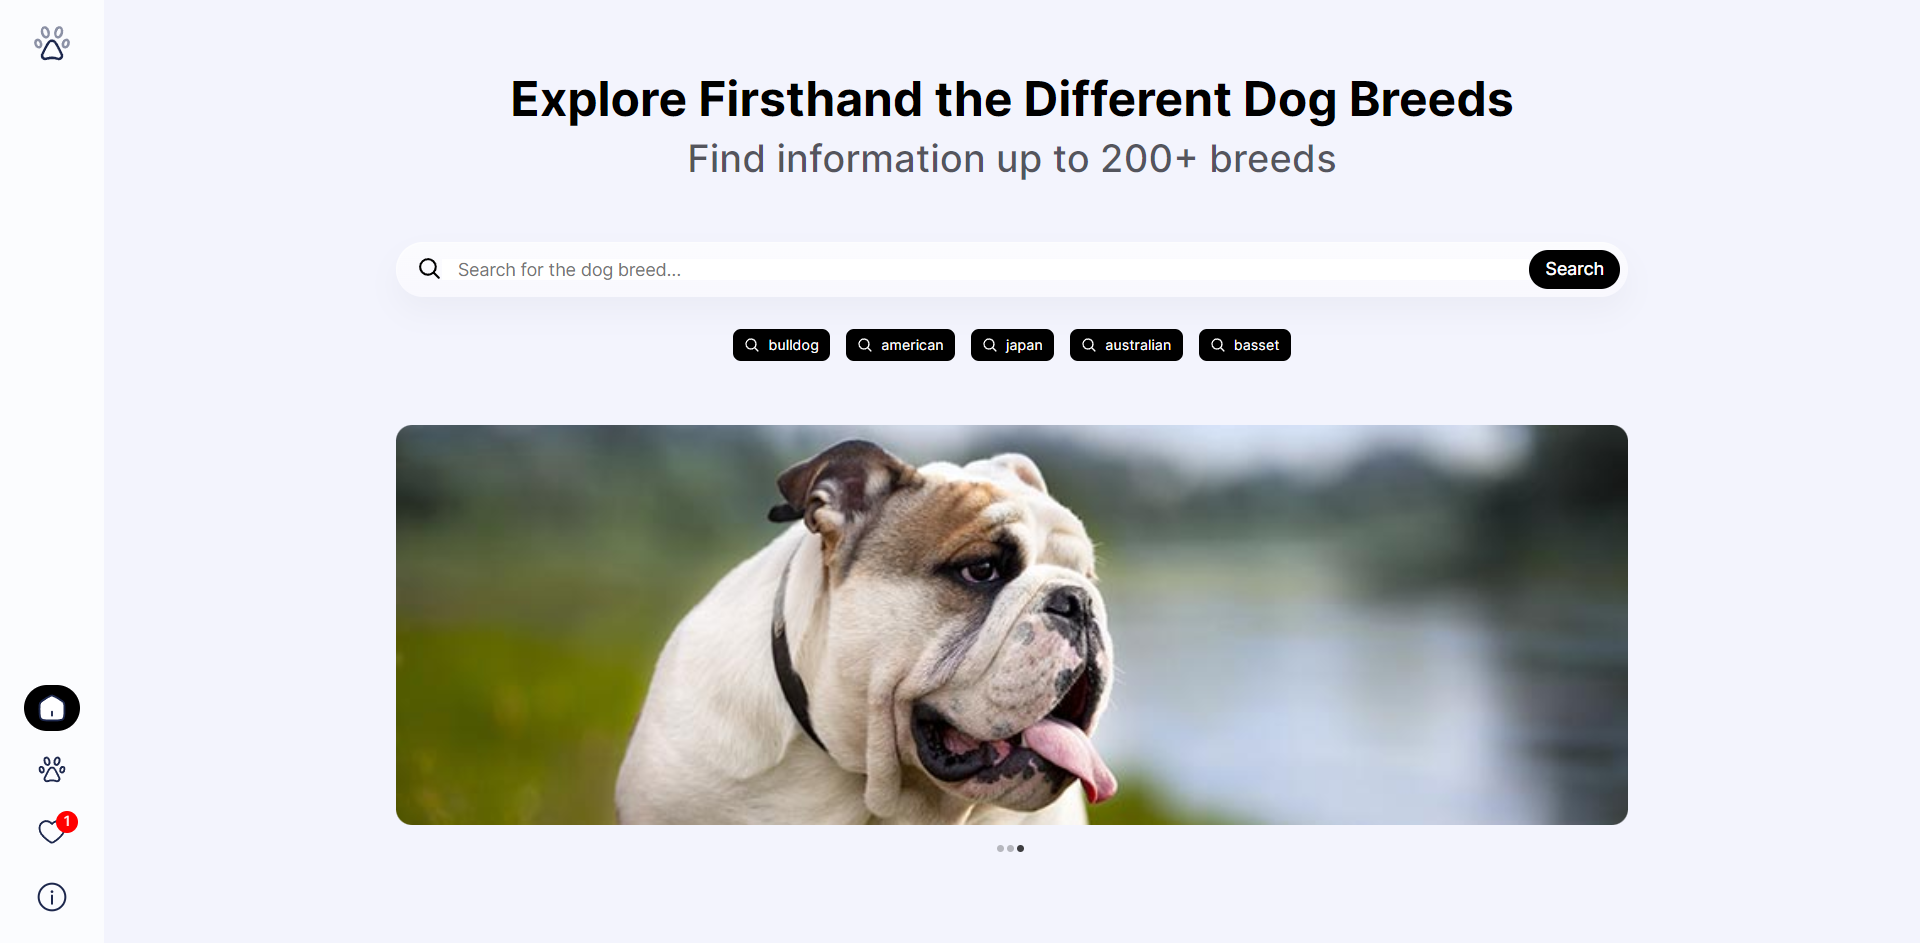 Explore Firsthand the Different Dog Breeds
Find information up to 200+ breeds
Search for the dog breed...
Search
bulldog american japan australian basset
1